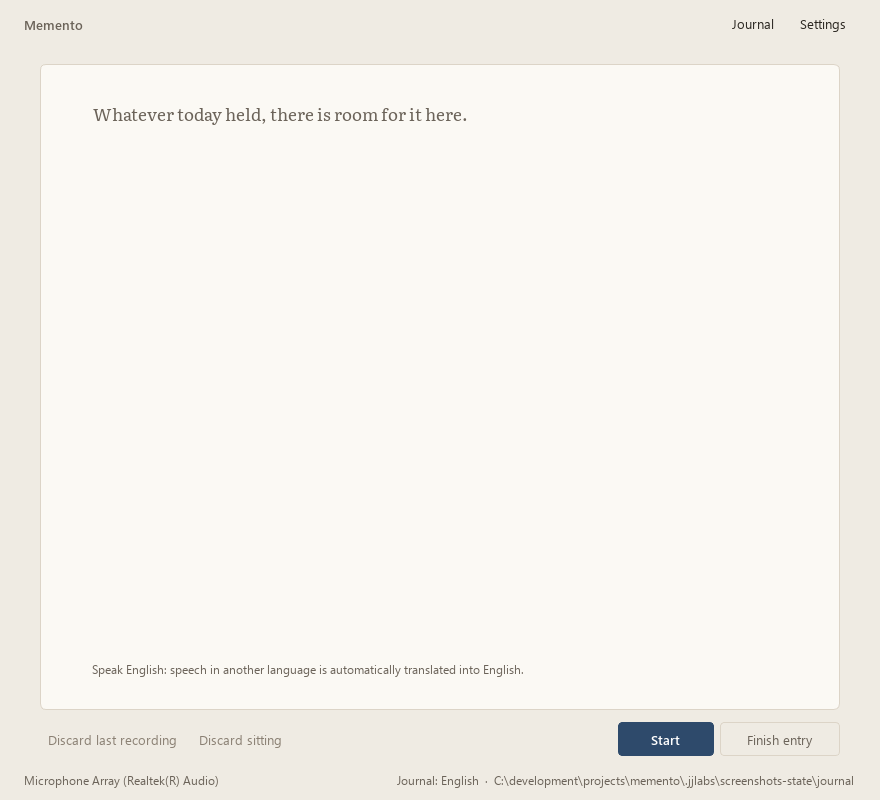 Memento
Journal Settings
Whatever today held, there is room for it here.
Speak English: speech in another language is automatically translated into English.
Discard last recording Discard sitting Start Finish entry
Microphone Array (Realtek(R) Audio) Journal: English · C:\development\projects\memento\.jjlabs\screenshots-state\journal